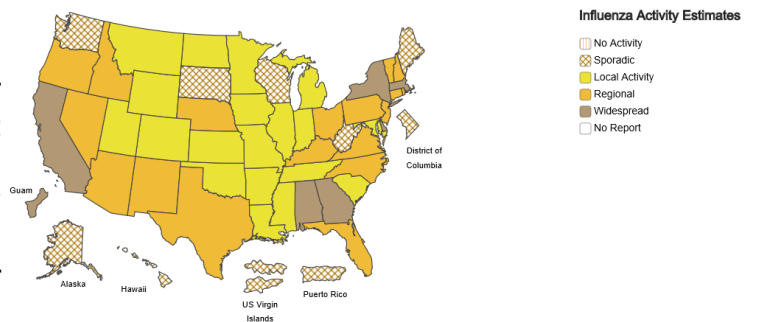 Influenza Activity Estimates
No Activity
Sporadic
Local Activity
Regional
Widespread
No Report
District of
Columbia
Guam
Alaska
Hawaii
US Virgin
Islands
Puerto Rico